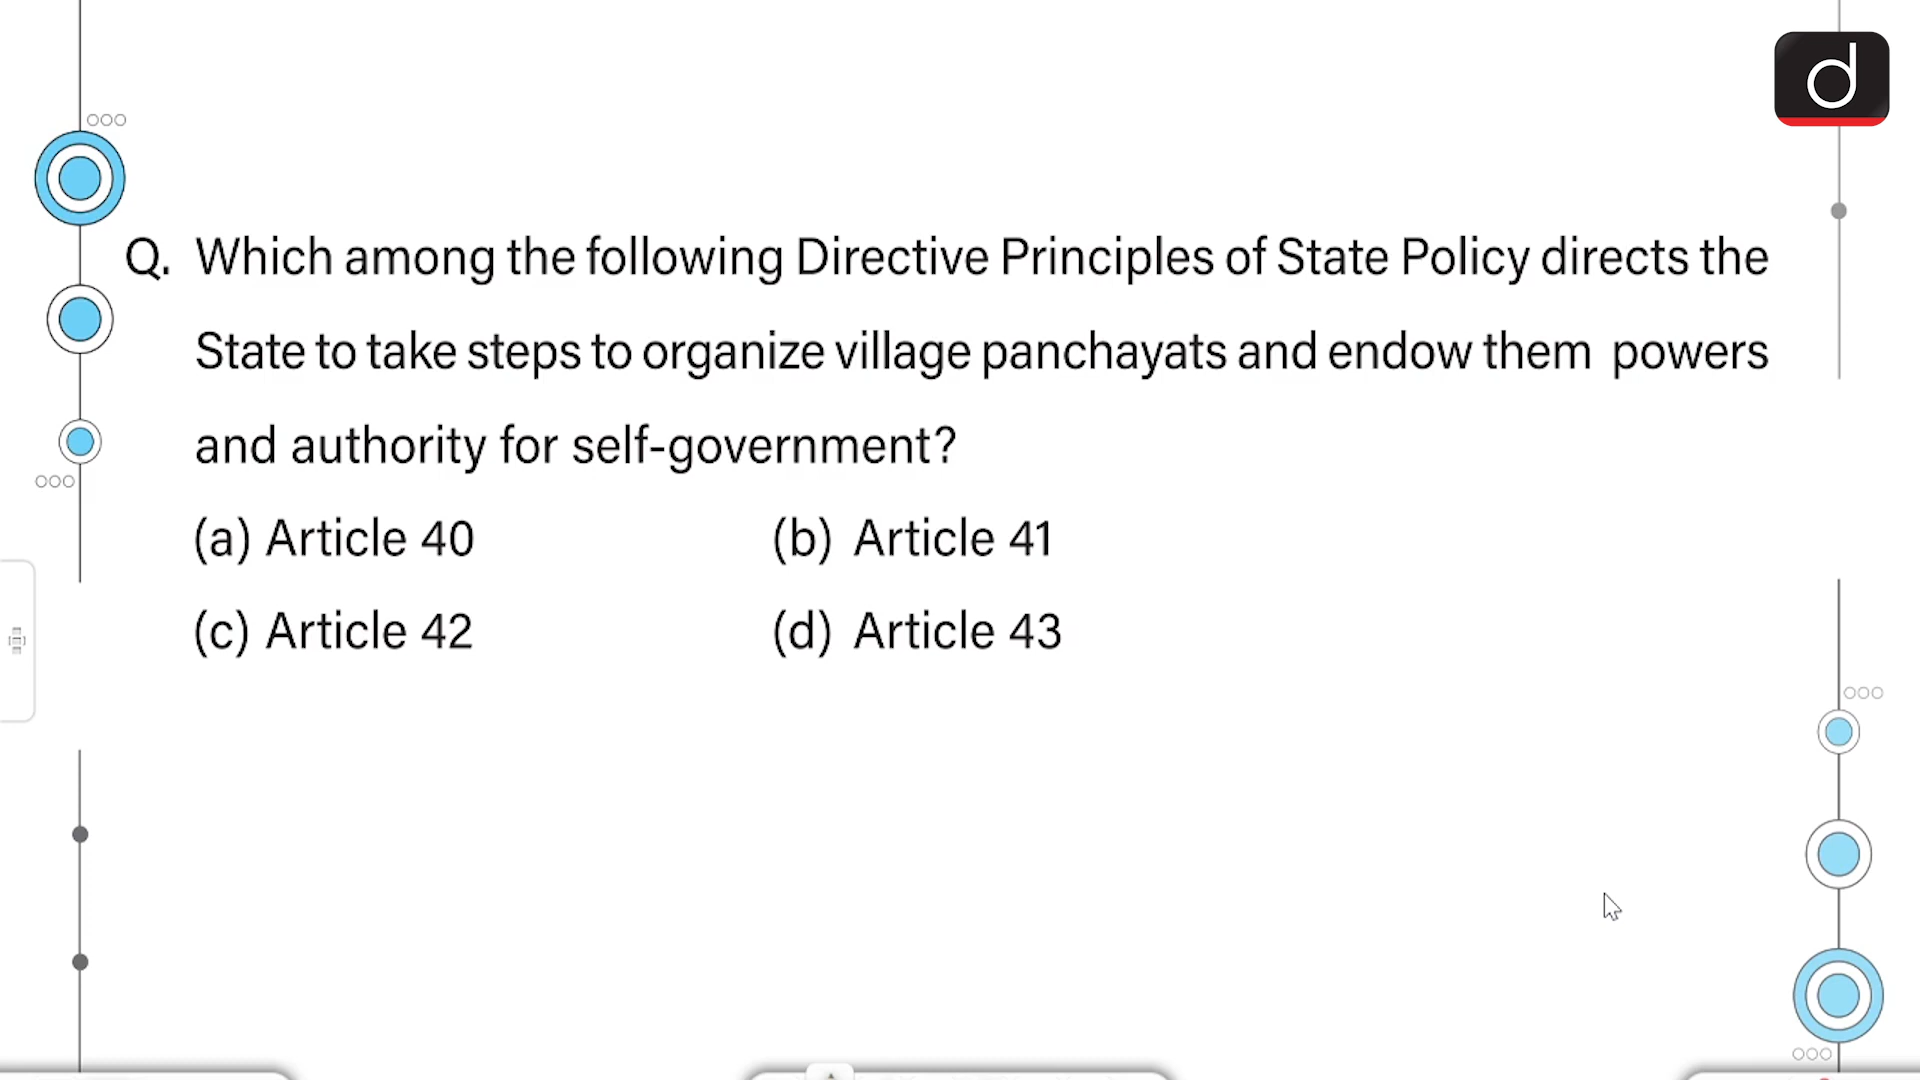 Q. Which among the following Directive Principles of State Policy directs the
State to take steps to organize village panchayats and endow them powers
and authority for self-government?
(a) Article 40 (b) Article 41
(c) Article 42 (d) Article 43
d